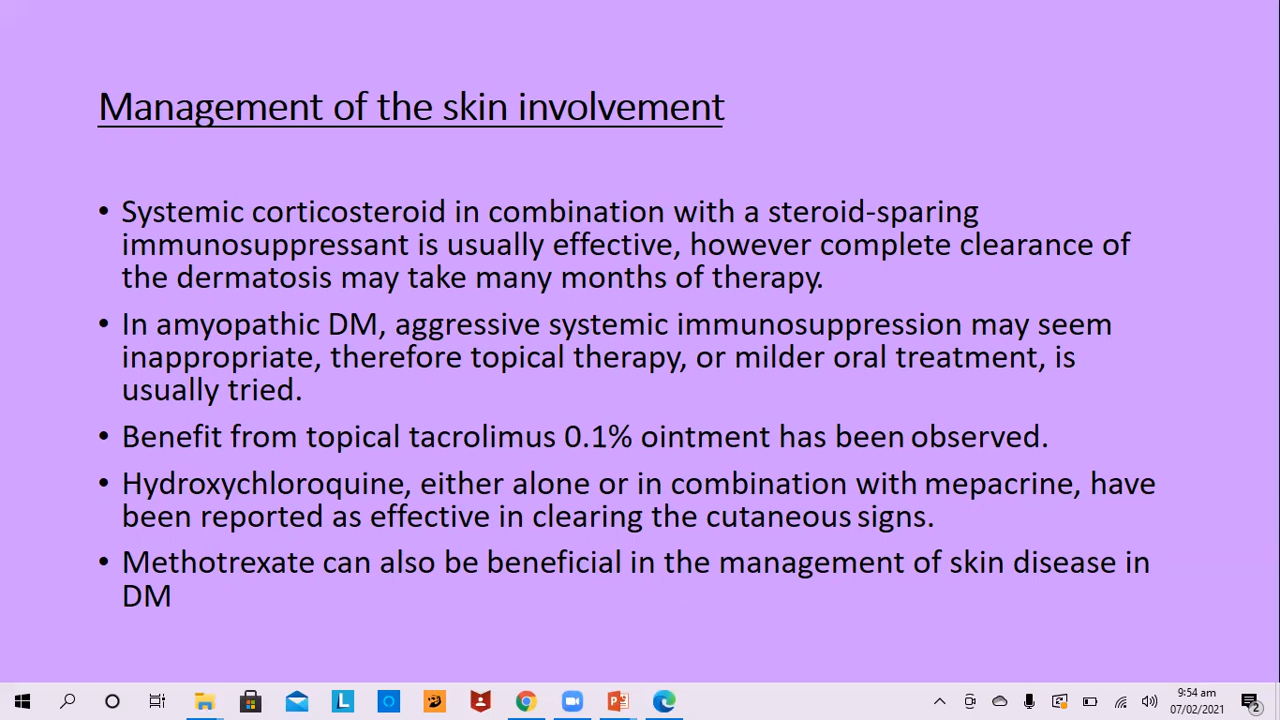 Management of the skin involvement
• Systemic corticosteroid in combination with a steroid-sparing
immunosuppressant is usually effective, however complete clearance of
the dermatosis may take many months of therapy.
• In amyopathic DM, aggressive systemic immunosuppression may seem
inappropriate, therefore topical therapy, or milder oral treatment, is
usually tried.
• Benefit from topical tacrolimus 0.1% ointment has been observed.
• Hydroxychloroquine, either alone or in combination with mepacrine, have
been reported as effective in clearing the cutaneous signs.
• Methotrexate can also be beneficial in the management of skin disease in
DM
L
9:54 am
07/02/2021
2